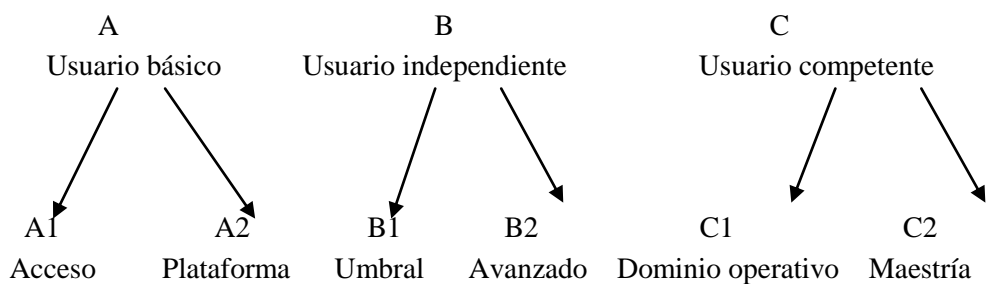 A B C
Usuario básico Usuario independiente Usuario competente
A1 A2 B1 B2 C1 C2
Acceso Plataforma Umbral Avanzado Dominio operativo Maestría